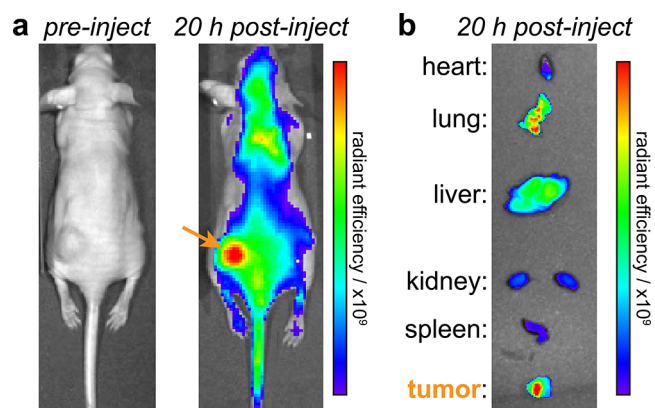 a
pre-inject
20 h post-inject
radiant efficiency / x10⁹
b
20 h post-inject
heart:
lung:
liver:
kidney:
spleen:
tumor:
radiant efficiency / x10⁹